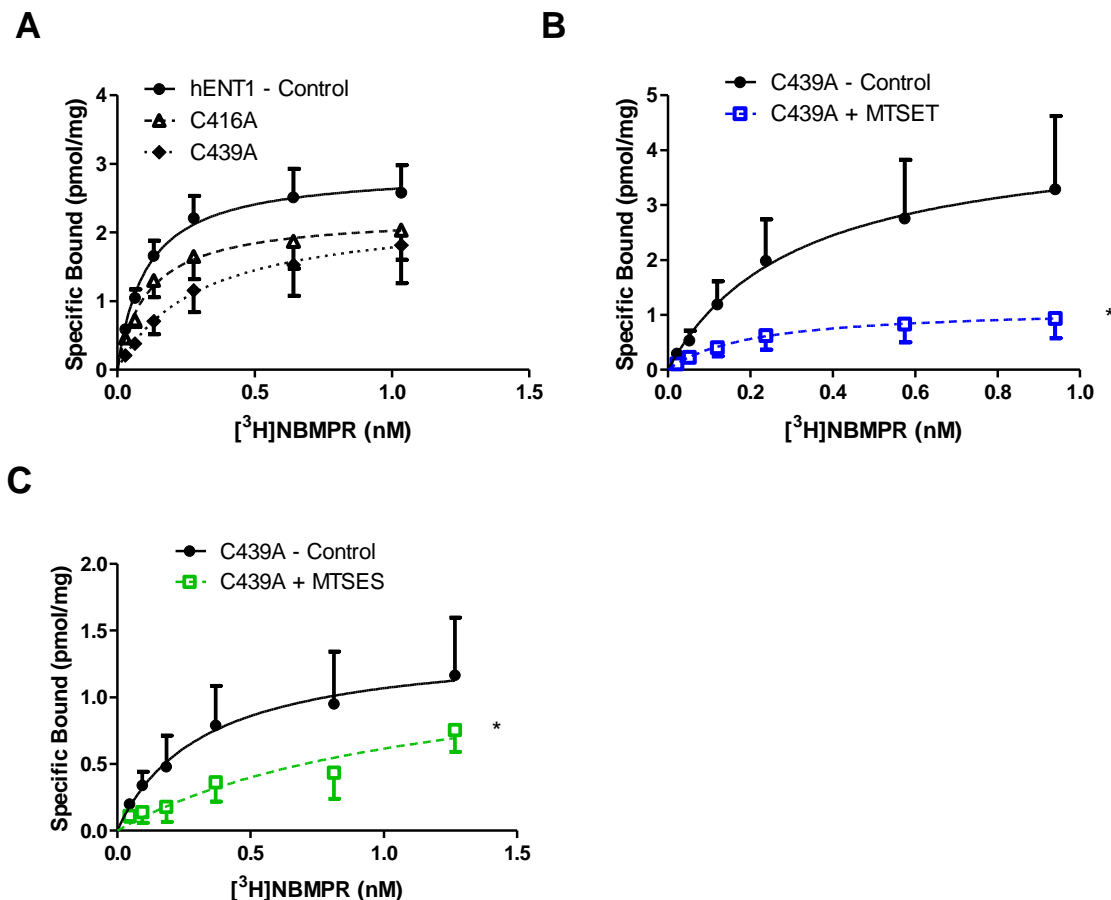 A
hENT1 - Control
C416A
C439A
Specific Bound (pmol/mg)
4
3
2
1
0
0.0 0.5 1.0 1.5
[³H]NBMPR (nM)
B
C439A - Control
C439A + MTSET
Specific Bound (pmol/mg)
5
4
3
2
1
0
*
0.0 0.2 0.4 0.6 0.8 1.0
[³H]NBMPR (nM)
C
C439A - Control
C439A + MTSES
Specific Bound (pmol/mg)
2.0
1.5
1.0
0.5
0.0
*
0.0 0.5 1.0 1.5
[³H]NBMPR (nM)